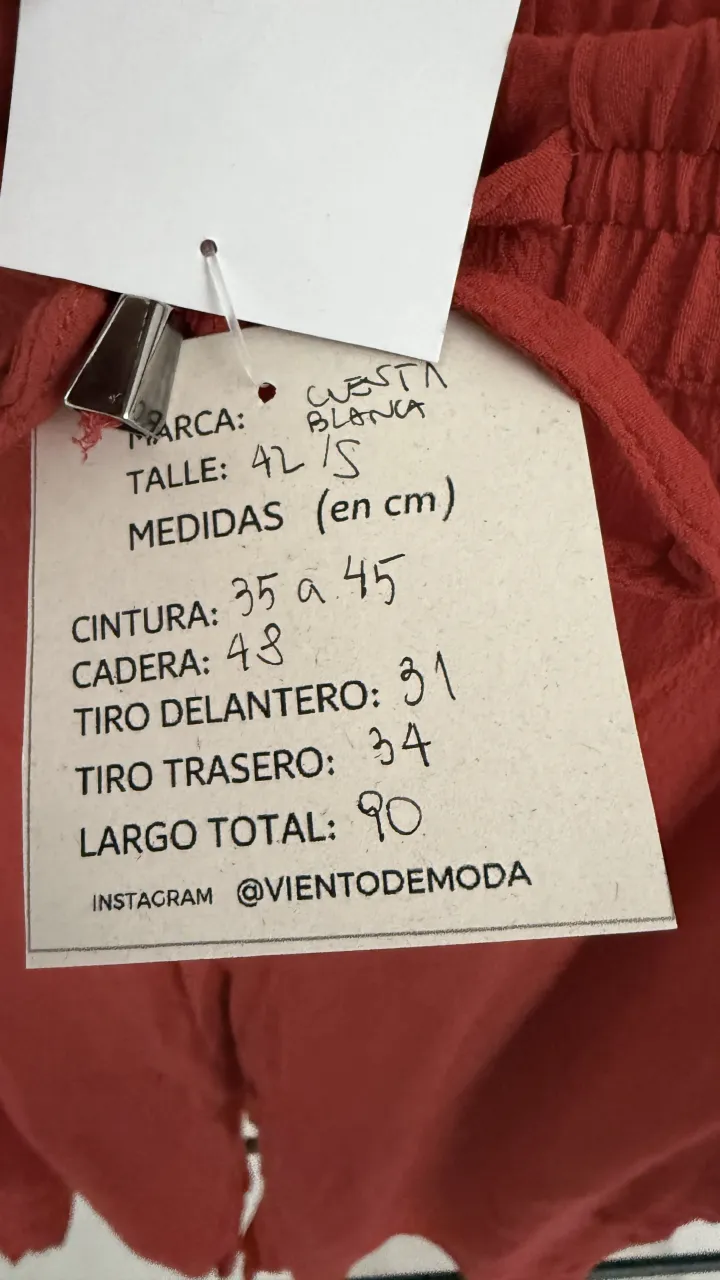 MARCA: CUESTA
BLANCA
TALLE: 42 /S
MEDIDAS (en cm)
CINTURA: 35 a 45
CADERA: 48
TIRO DELANTERO: 31
TIRO TRASERO: 34
LARGO TOTAL: 90
INSTAGRAM @VIENTODEMODA